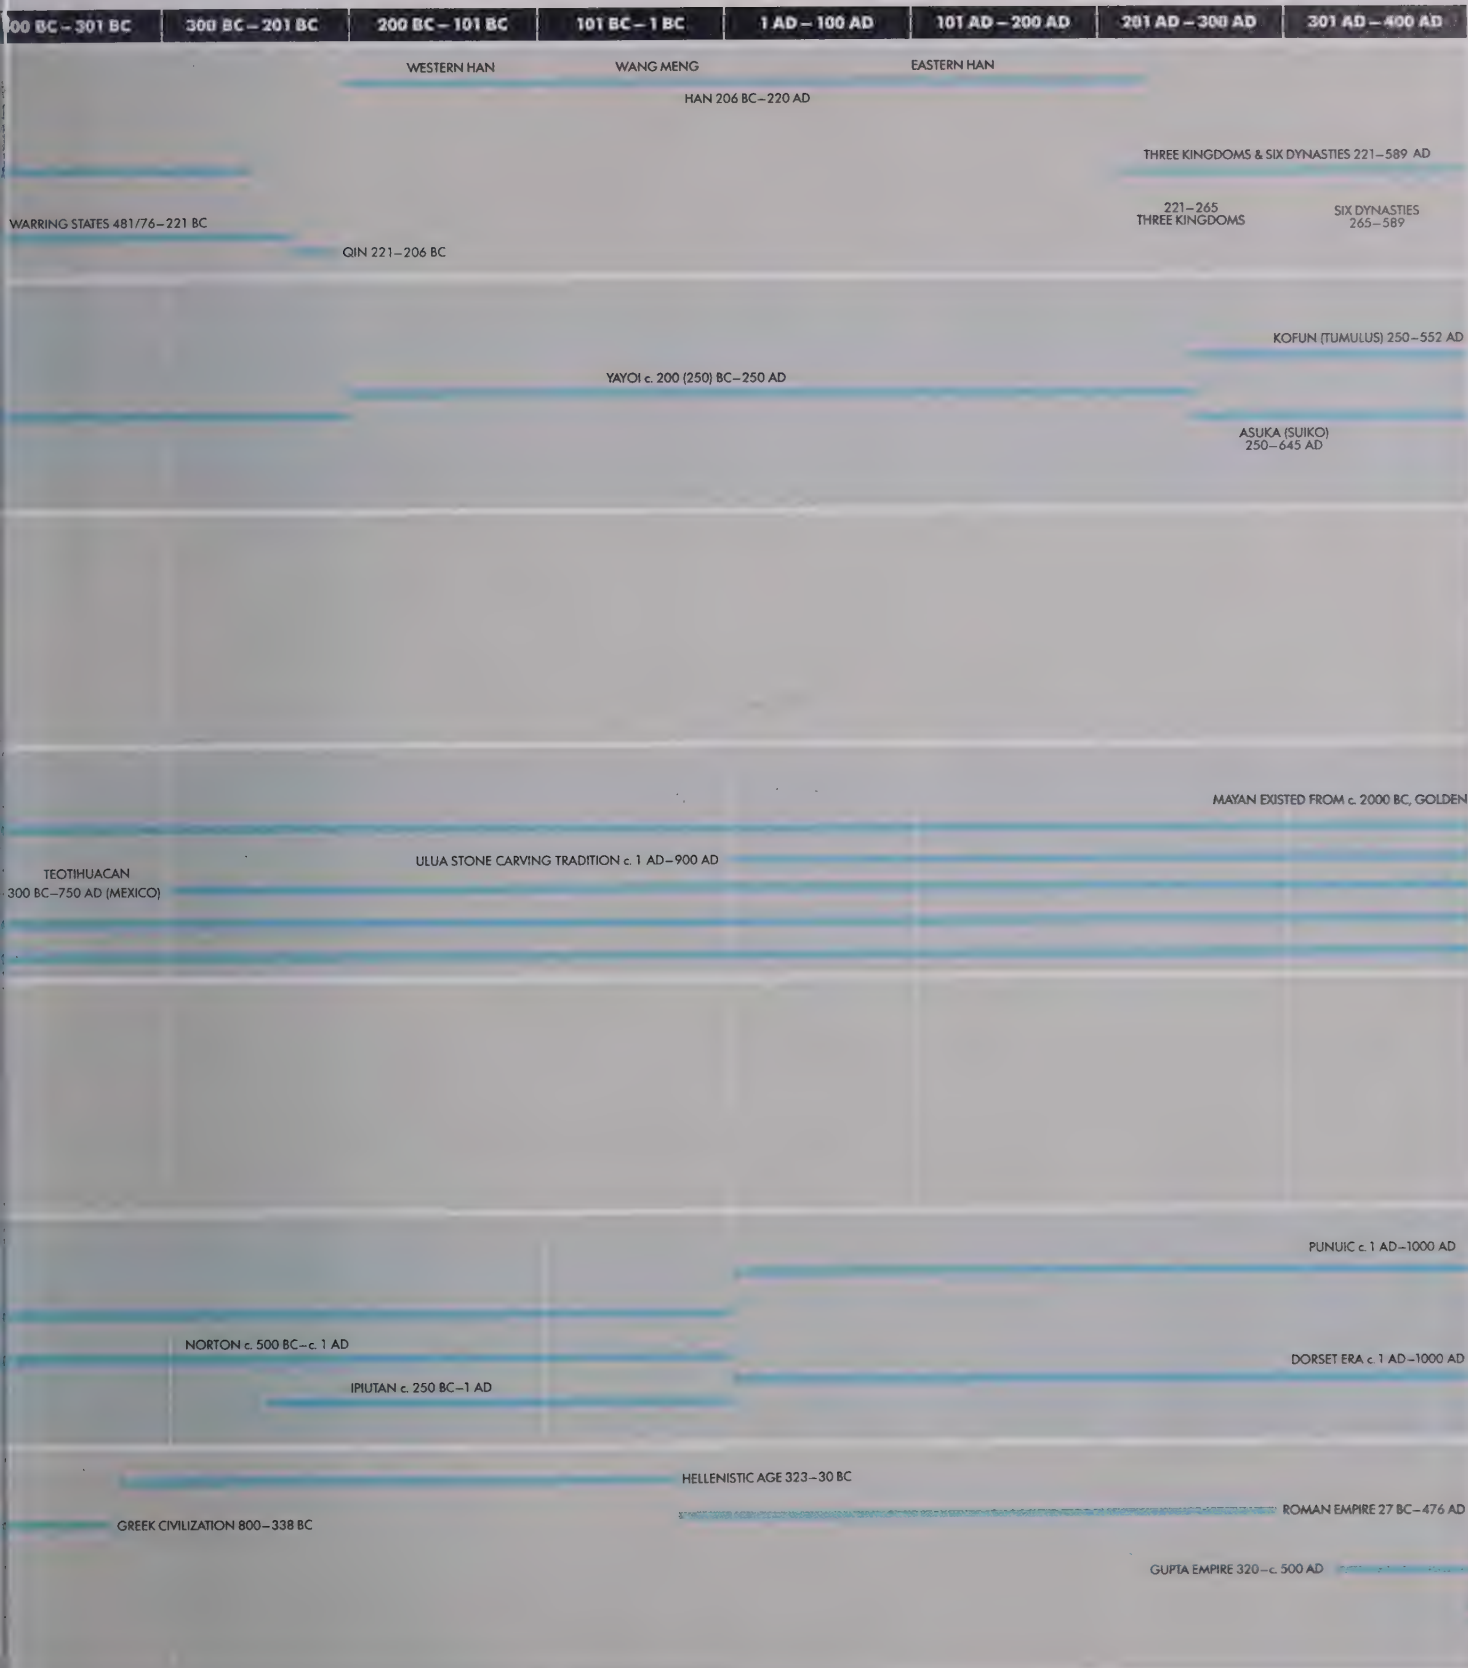 00 BC – 301 BC 300 BC – 201 BC 200 BC – 101 BC 101 BC – 1 BC 1 AD – 100 AD 101 AD – 200 AD 201 AD – 300 AD 301 AD – 400 AD
WESTERN HAN WANG MENG EASTERN HAN
HAN 206 BC–220 AD
THREE KINGDOMS & SIX DYNASTIES 221–589 AD
WARRING STATES 481/76–221 BC
221–265
THREE KINGDOMS
SIX DYNASTIES
265–589
QIN 221–206 BC
KOFUN (TUMULUS) 250–552 AD
YAYOI c. 200 (250) BC–250 AD
ASUKA (SUIKO)
250–645 AD
MAYAN EXISTED FROM c. 2000 BC, GOLDEN
ULUA STONE CARVING TRADITION c. 1 AD–900 AD
TEOTIHUACAN
300 BC–750 AD (MEXICO)
PUNUIC c. 1 AD–1000 AD
NORTON c. 500 BC–c. 1 AD
DORSET ERA c. 1 AD–1000 AD
IPIUTAN c. 250 BC–1 AD
HELLENISTIC AGE 323–30 BC
ROMAN EMPIRE 27 BC–476 AD
GREEK CIVILIZATION 800–338 BC
GUPTA EMPIRE 320–c. 500 AD